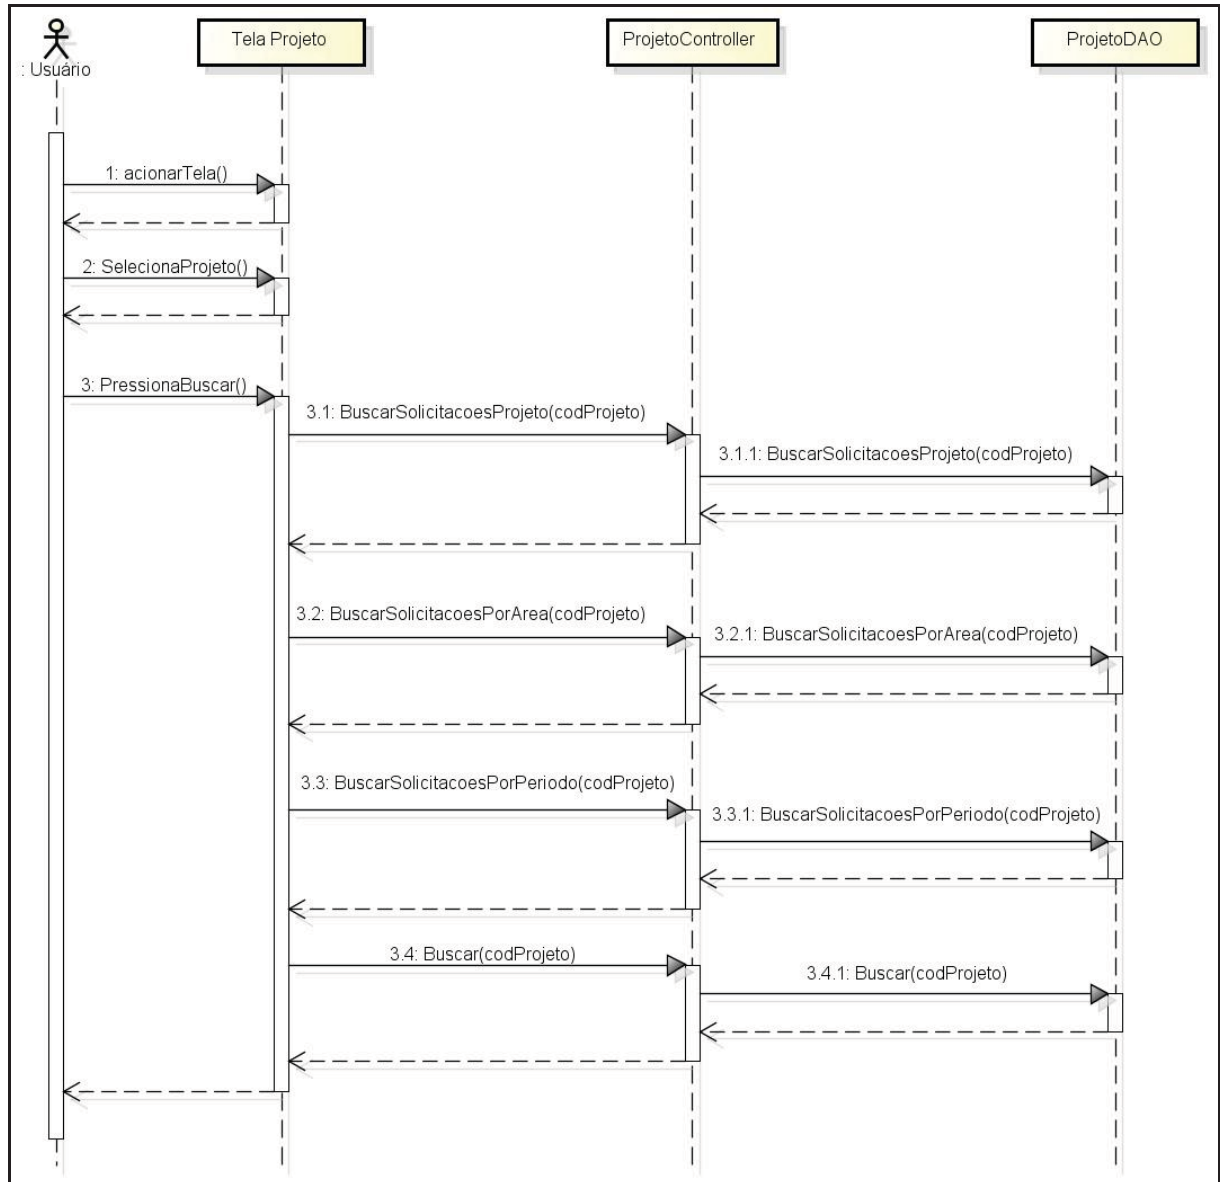 : Usuário
Tela Projeto
ProjetoController
ProjetoDAO
1: acionarTela()
2: SelecionaProjeto()
3: PressionaBuscar()
3.1: BuscarSolicitacoesProjeto(codProjeto)
3.1.1: BuscarSolicitacoesProjeto(codProjeto)
3.2: BuscarSolicitacoesPorArea(codProjeto)
3.2.1: BuscarSolicitacoesPorArea(codProjeto)
3.3: BuscarSolicitacoesPorPeriodo(codProjeto)
3.3.1: BuscarSolicitacoesPorPeriodo(codProjeto)
3.4: Buscar(codProjeto)
3.4.1: Buscar(codProjeto)